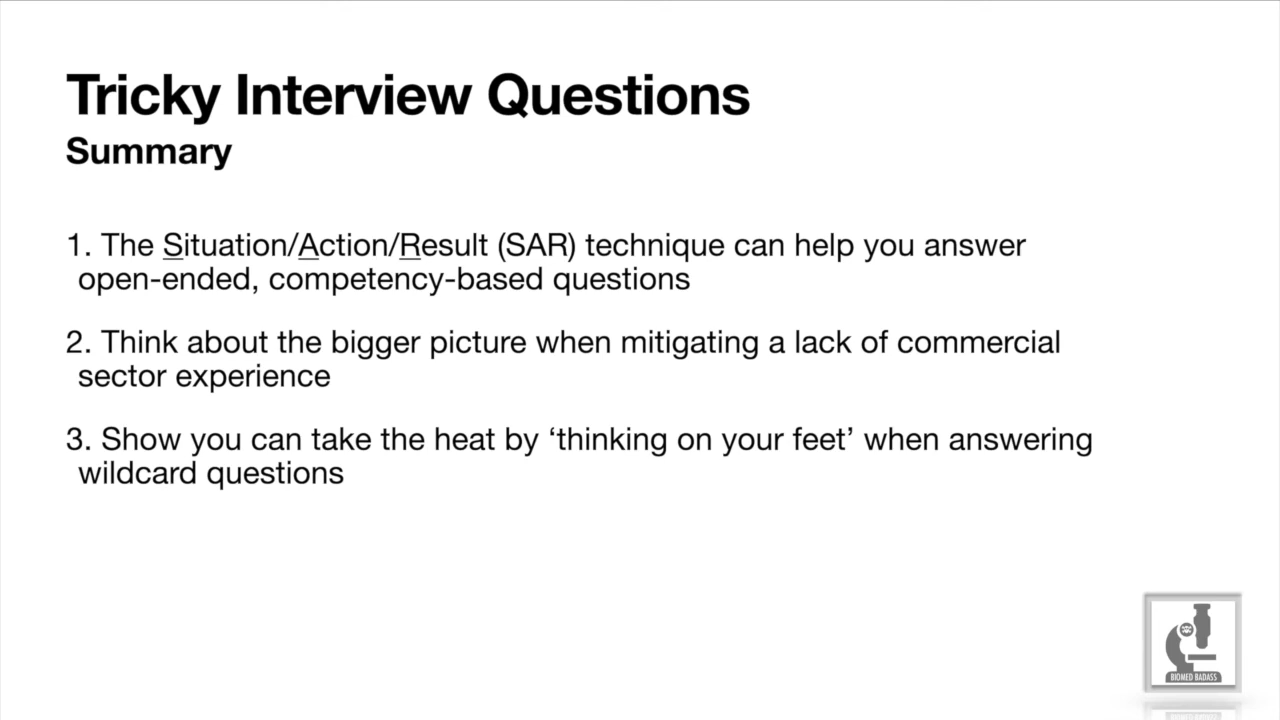 Tricky Interview Questions
Summary
1. The Situation/Action/Result (SAR) technique can help you answer
open-ended, competency-based questions
2. Think about the bigger picture when mitigating a lack of commercial
sector experience
3. Show you can take the heat by ‘thinking on your feet’ when answering
wildcard questions
BIOMED BADASS